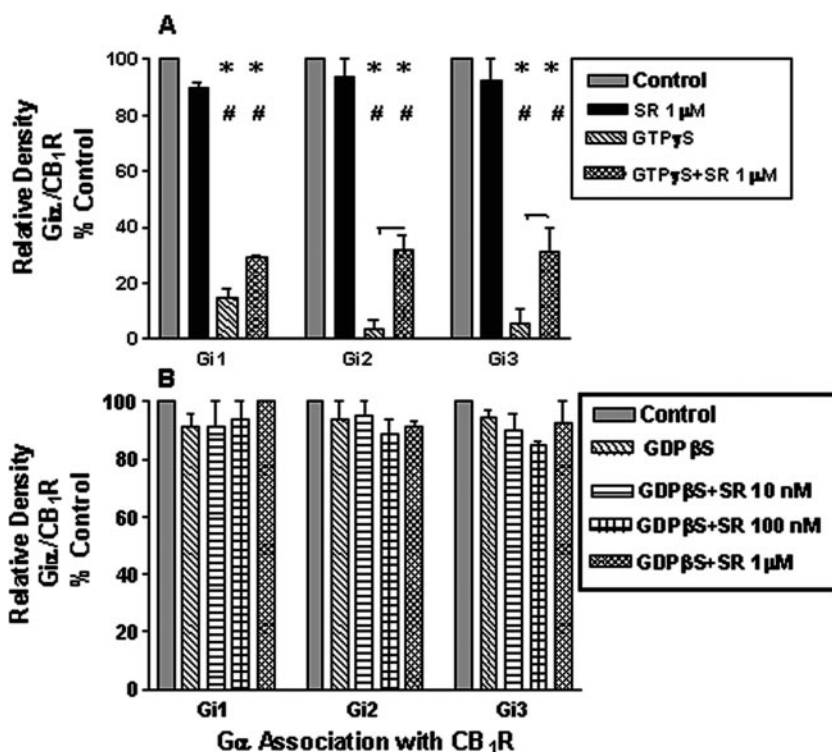 A
100
80
60
40
20
0
Relative Density
Giα/CB1R
% Control
* * * * * *
# # # # # #
Gi1 Gi2 Gi3
Control
SR 1 μM
GTPγS
GTPγS+SR 1 μM
B
100
80
60
40
20
0
Relative Density
Giα/CB1R
% Control
Gi1 Gi2 Gi3
Control
GDPβS
GDPβS+SR 10 nM
GDPβS+SR 100 nM
GDPβS+SR 1μM
Gα Association with CB1R